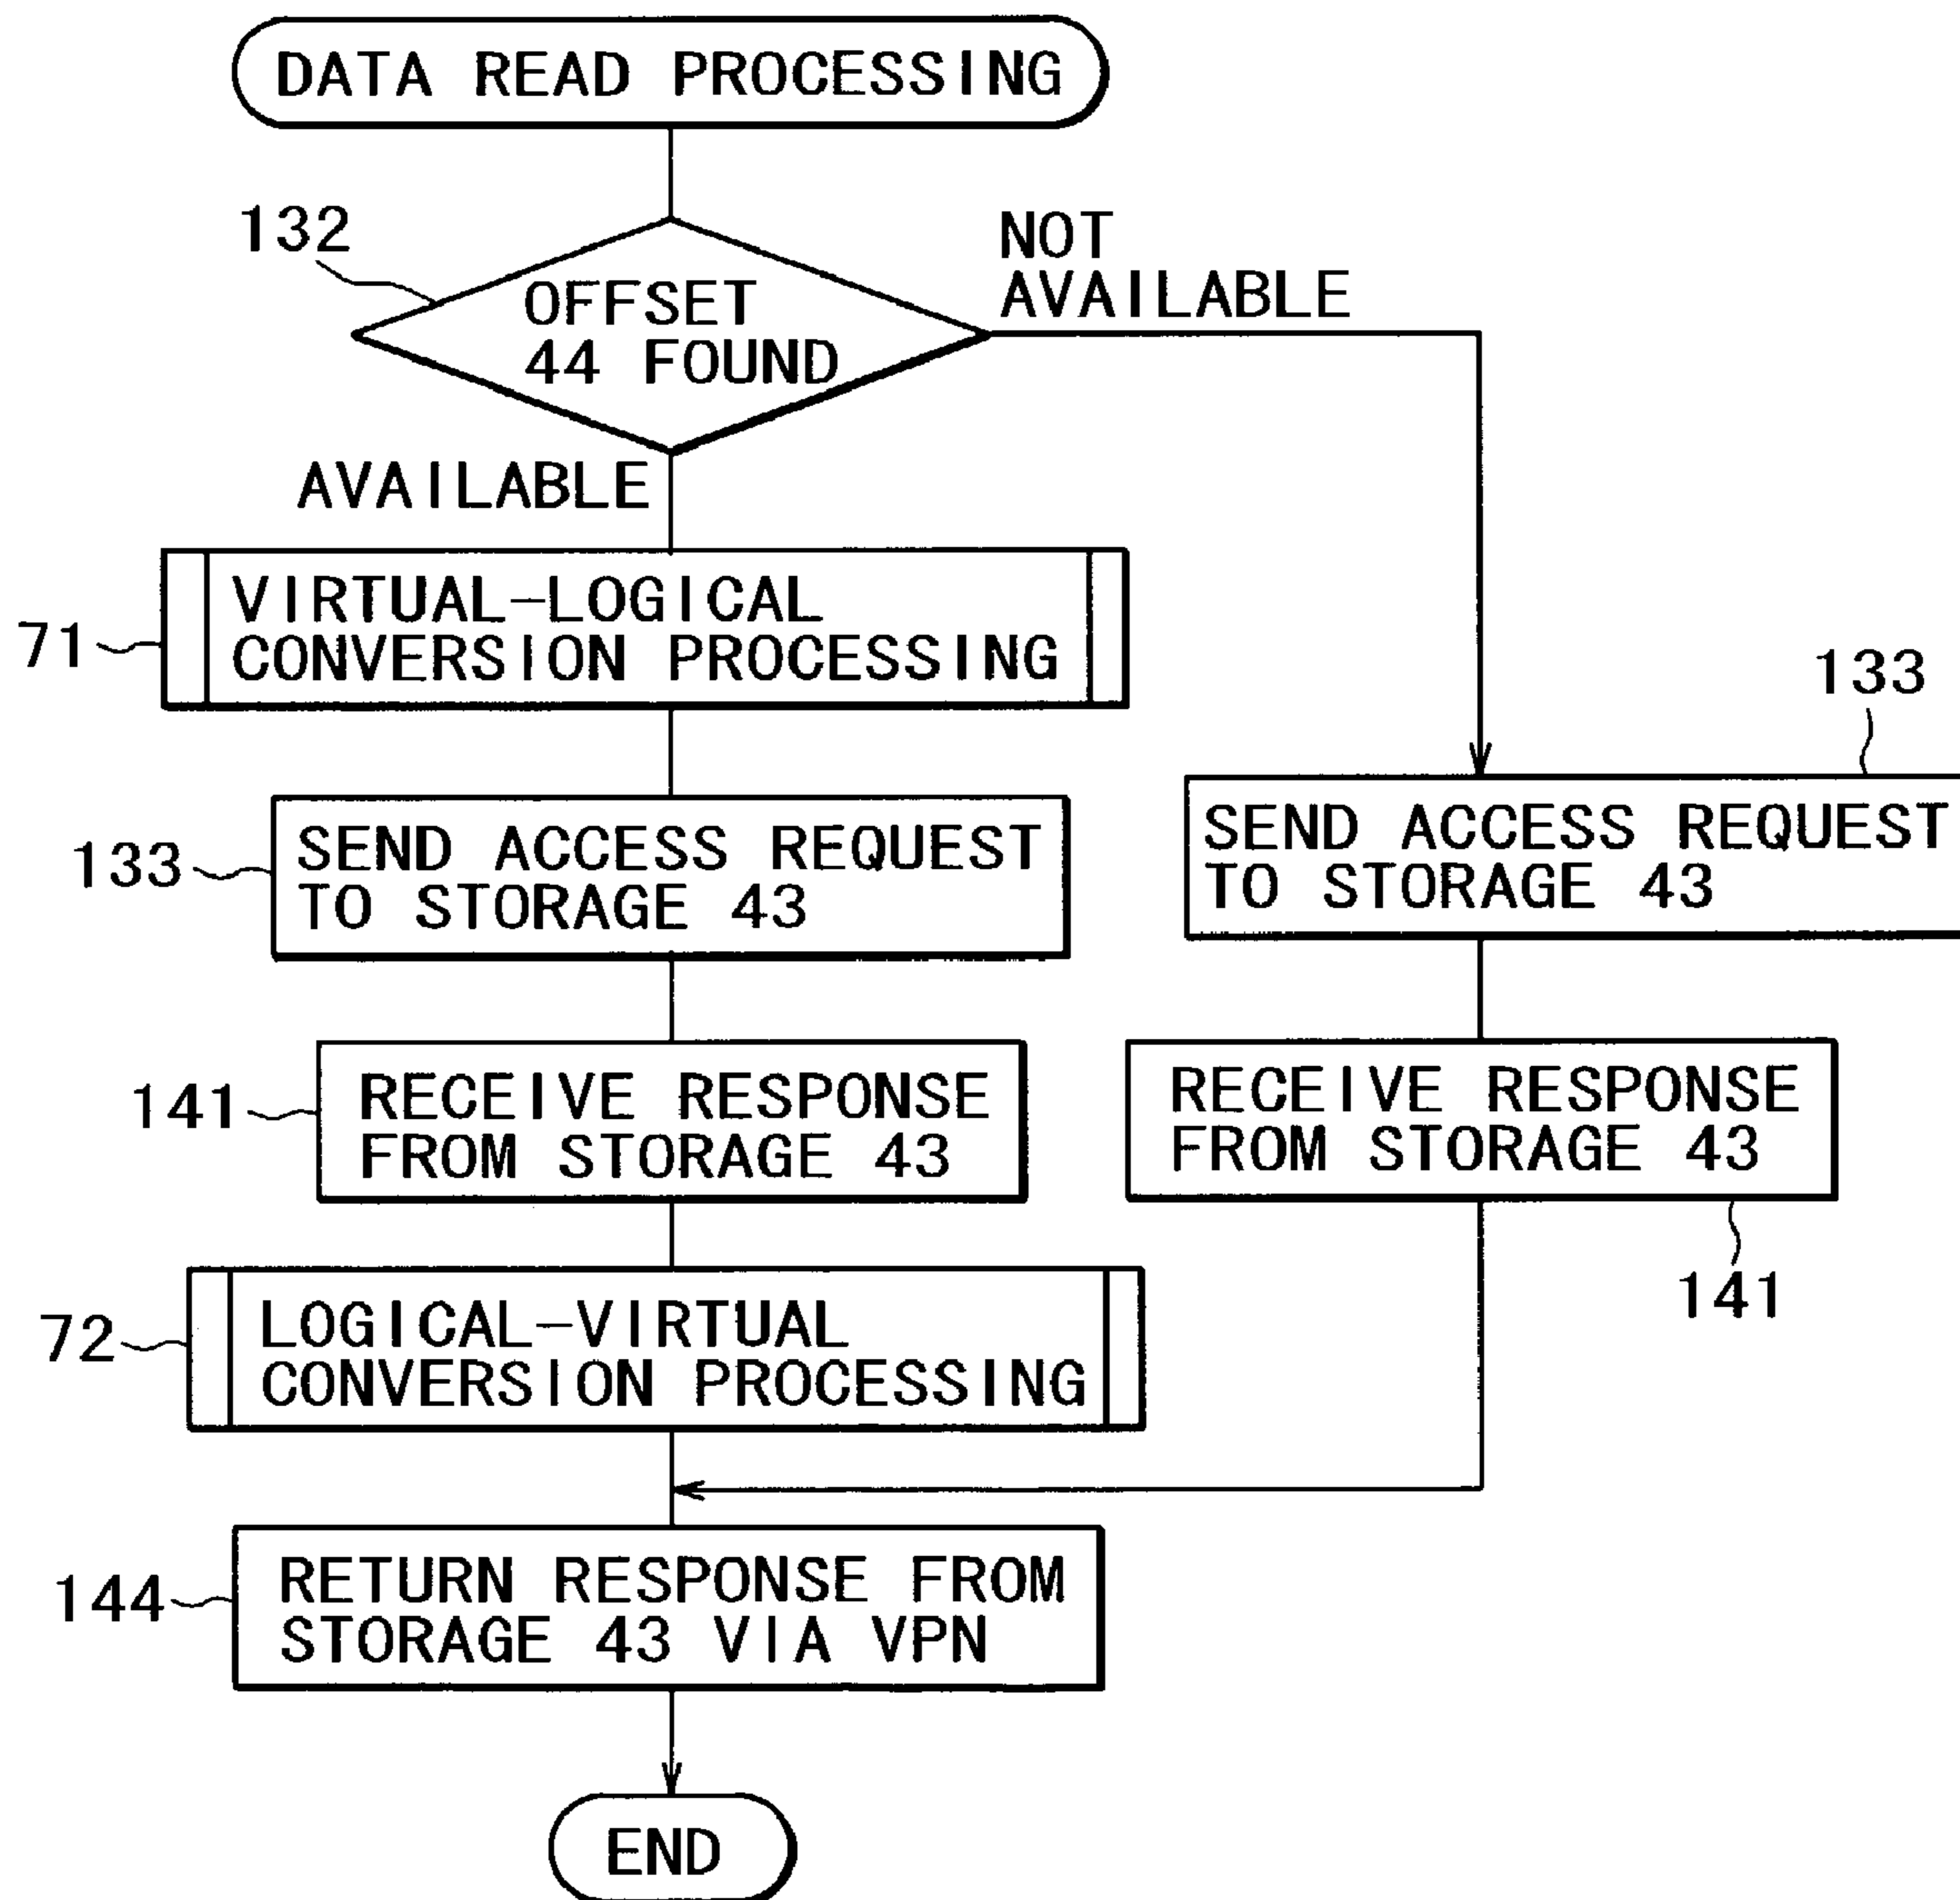 DATA READ PROCESSING
132
OFFSET
44 FOUND
NOT
AVAILABLE
AVAILABLE
71
VIRTUAL-LOGICAL
CONVERSION PROCESSING
133
SEND ACCESS REQUEST
TO STORAGE 43
133
SEND ACCESS REQUEST
TO STORAGE 43
141
RECEIVE RESPONSE
FROM STORAGE 43
RECEIVE RESPONSE
FROM STORAGE 43
141
72
LOGICAL-VIRTUAL
CONVERSION PROCESSING
144
RETURN RESPONSE FROM
STORAGE 43 VIA VPN
END